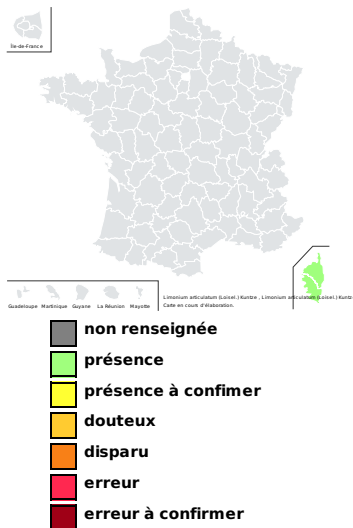 Île-de-France
Guadeloupe Martinique Guyane La Réunion Mayotte
Limonium articulatum (Loisel.) Kuntze , Limonium articulatum (Loisel.) Kuntz
Carte en cours d'élaboration.
non renseignée
présence
présence à confimer
douteux
disparu
erreur
erreur à confirmer